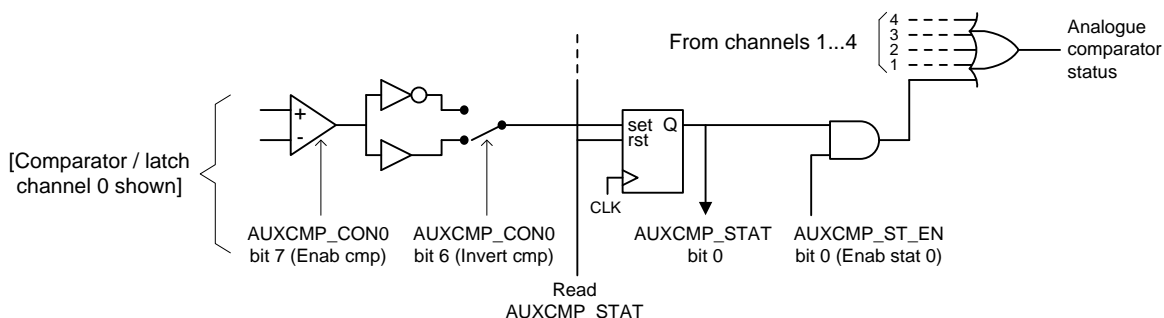 From channels 1...4
4
3
2
1
Analogue
comparator
status
[Comparator / latch
channel 0 shown]
+
-
set Q
rst
CLK
AUXCMP_CON0
bit 7 (Enab cmp)
AUXCMP_CON0
bit 6 (Invert cmp)
AUXCMP_STAT
bit 0
AUXCMP_ST_EN
bit 0 (Enab stat 0)
Read
AUXCMP_STAT